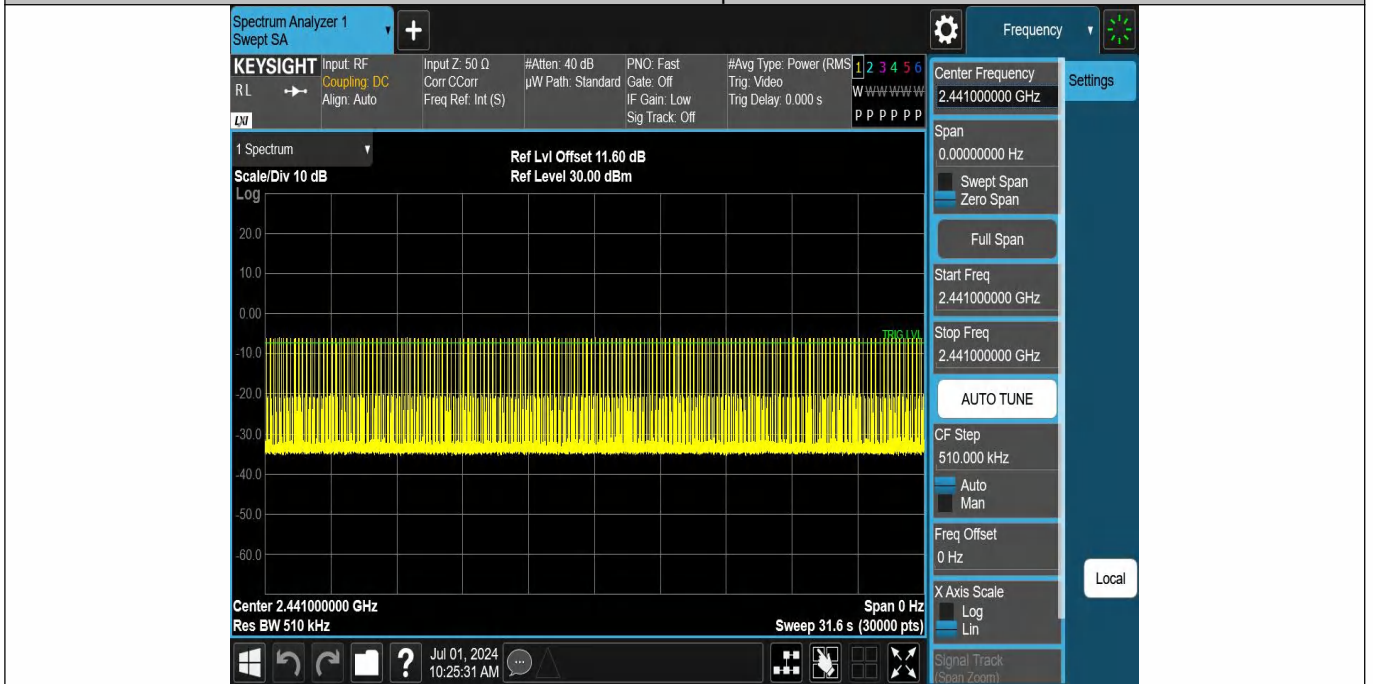 Spectrum Analyzer 1
Swept SA
+
Frequency
KEYSIGHT
RL
LXI
Input: RF
Coupling: DC
Align: Auto
Input Z: 50 Ω
Corr CCorr
Freq Ref: Int (S)
#Atten: 40 dB
µW Path: Standard
PNO: Fast
Gate: Off
IF Gain: Low
Sig Track: Off
#Avg Type: Power (RMS
Trig: Video
Trig Delay: 0.000 s
1 2 3 4 5 6
W W W W W W
P P P P P P
1 Spectrum
Scale/Div 10 dB
Ref Lvl Offset 11.60 dB
Ref Level 30.00 dBm
Log
20.0
10.0
0.00
TRIG LVL
-10.0
-20.0
-30.0
-40.0
-50.0
-60.0
Center 2.441000000 GHz
Span 0 Hz
Res BW 510 kHz
Sweep 31.6 s (30000 pts)
Center Frequency
2.441000000 GHz
Settings
Span
0.00000000 Hz
Swept Span
Zero Span
Full Span
Start Freq
2.441000000 GHz
Stop Freq
2.441000000 GHz
AUTO TUNE
CF Step
510.000 kHz
Auto
Man
Freq Offset
0 Hz
Local
X Axis Scale
Log
Lin
Signal Track
(Span Zoom)
?
Jul 01, 2024
10:25:31 AM